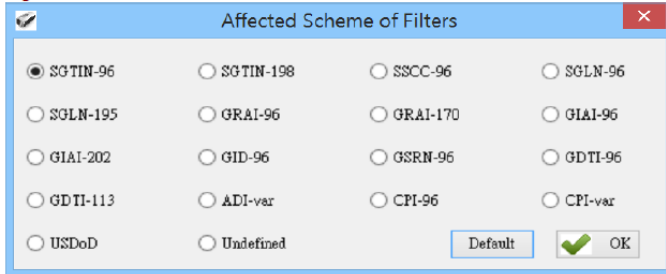 Affected Scheme of Filters
SGTIN-96 SGTIN-198 SSCC-96 SGLN-96
SGLN-195 GRAI-96 GRAI-170 GIAI-96
GIAI-202 GID-96 GSRN-96 GDTI-96
GDTI-113 ADI-var CPI-96 CPI-var
USDoD Undefined Default OK